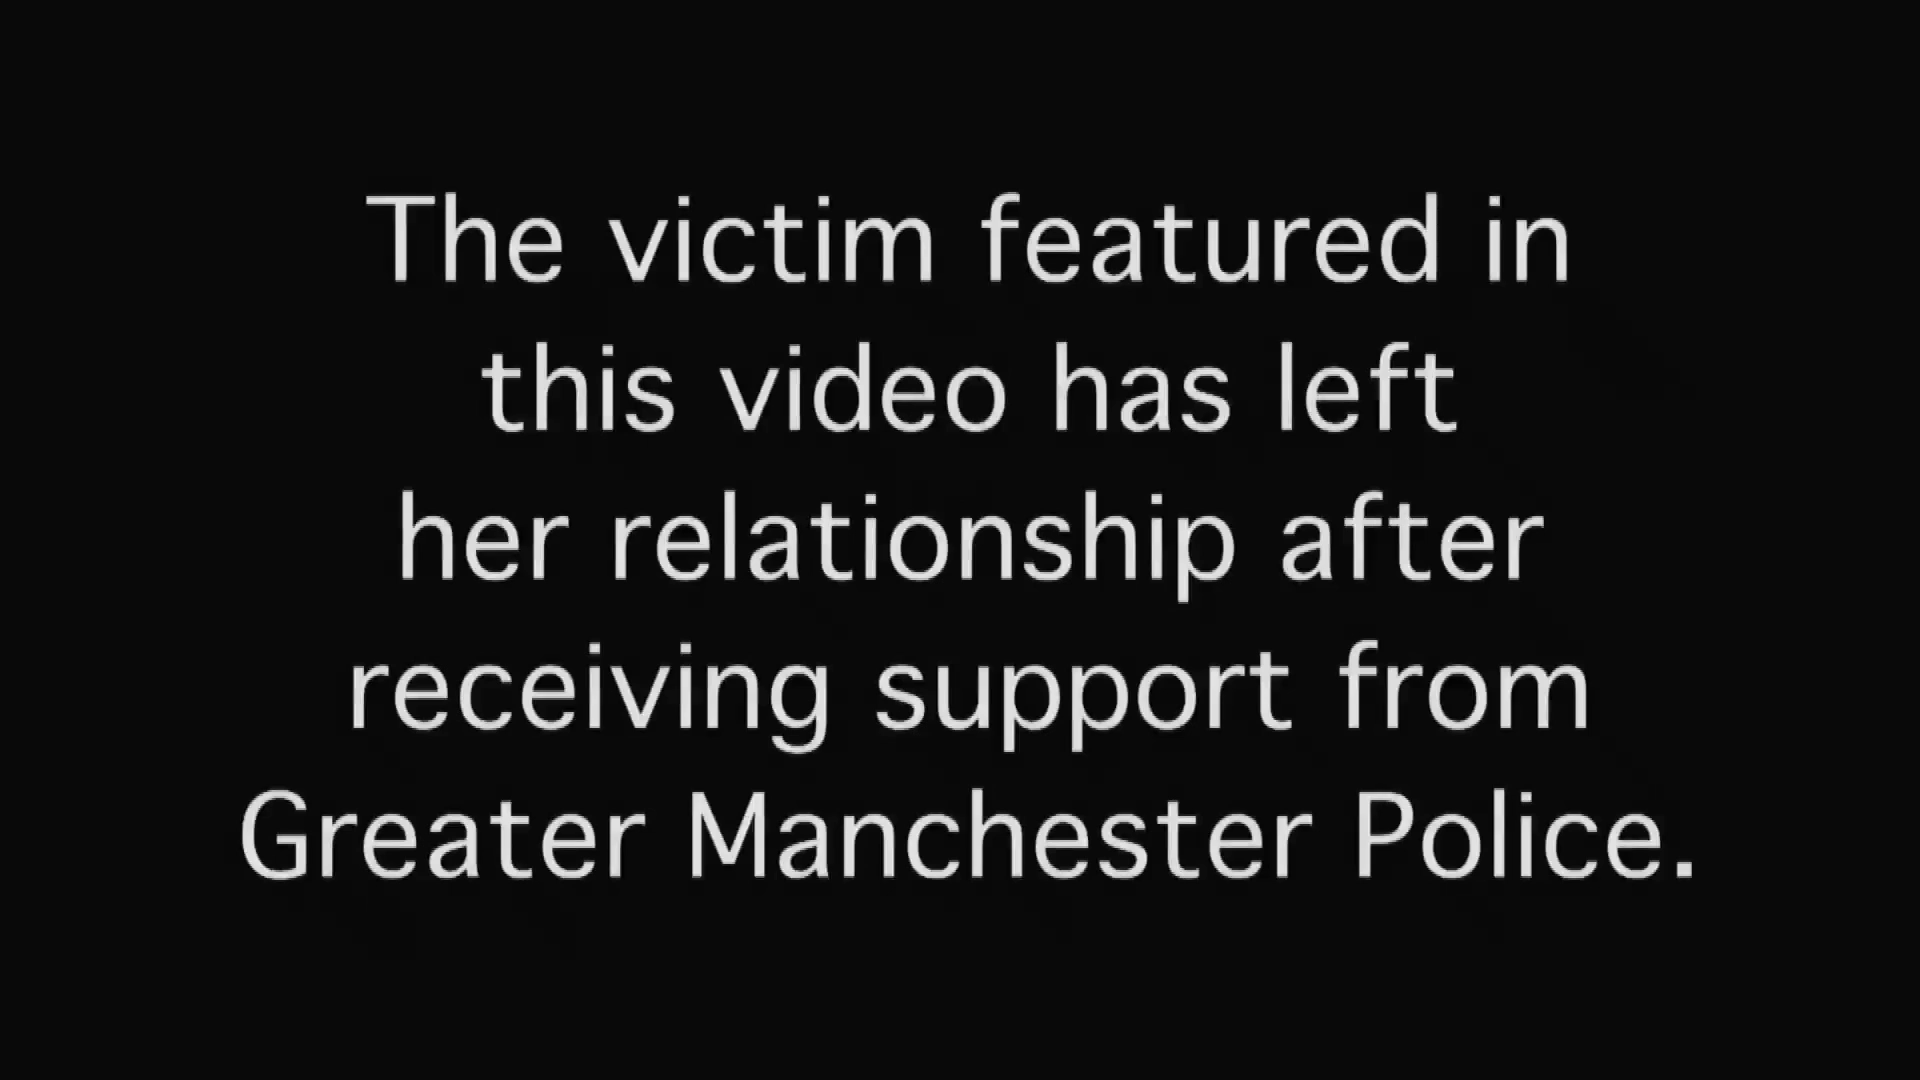 The victim featured in
this video has left
her relationship after
receiving support from
Greater Manchester Police.